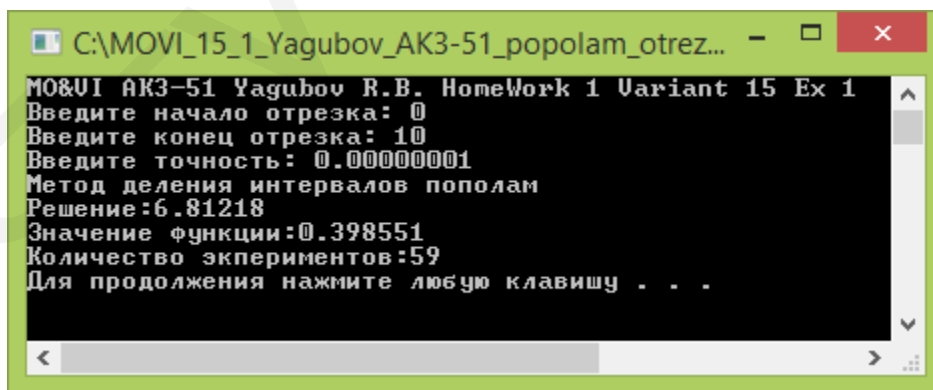 C:\MOVI_15_1_Yagubov_AK3-51_popolam_otrez...
MO&VI AK3-51 Yagubov R.B. HomeWork 1 Variant 15 Ex 1
Введите начало отрезка: 0
Введите конец отрезка: 10
Введите точность: 0.00000001
Метод деления интервалов пополам
Решение:6.81218
Значение функции:0.398551
Количество экпериментов:59
Для продолжения нажмите любую клавишу . . .